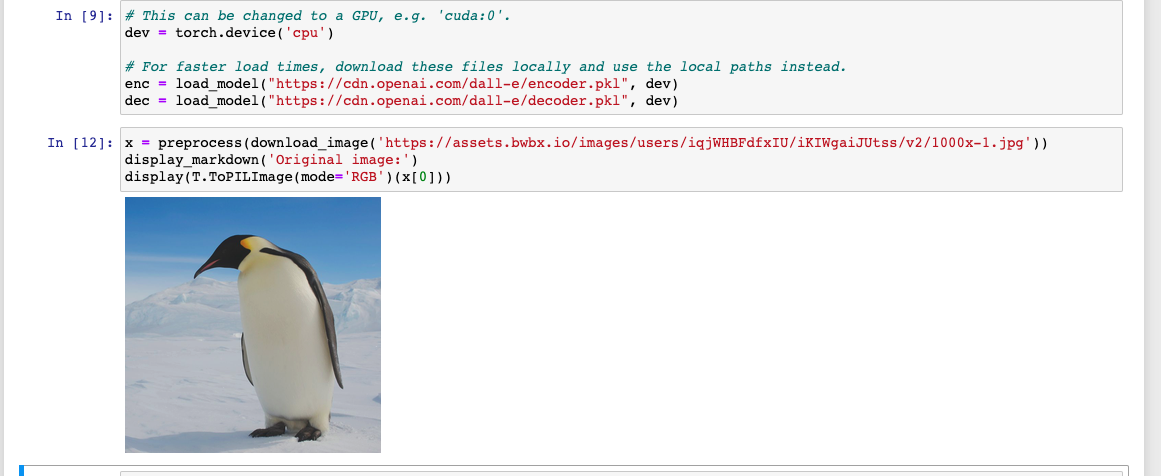 In [9]: # This can be changed to a GPU, e.g. 'cuda:0'.
dev = torch.device('cpu')
# For faster load times, download these files locally and use the local paths instead.
enc = load_model("https://cdn.openai.com/dall-e/encoder.pkl", dev)
dec = load_model("https://cdn.openai.com/dall-e/decoder.pkl", dev)
In [12]: x = preprocess(download_image('https://assets.bwbx.io/images/users/iqjWHBFdfxIU/iKIWgaiJUtss/v2/1000x-1.jpg'))
display_markdown('Original image:')
display(T.ToPILImage(mode='RGB')(x[0]))